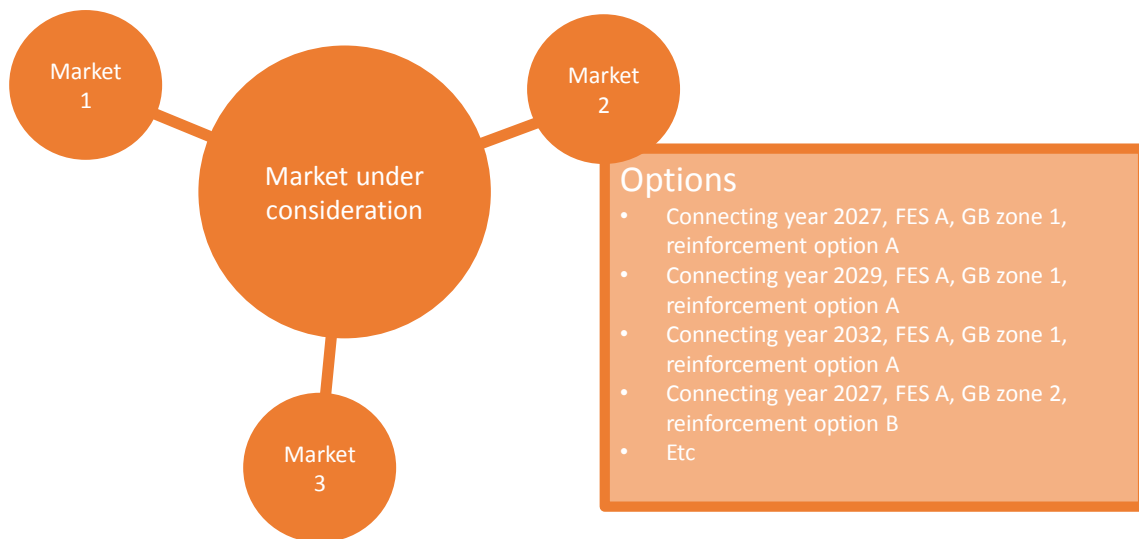 Market
1
Market under
consideration
Market
2
Market
3
Options
• Connecting year 2027, FES A, GB zone 1,
reinforcement option A
• Connecting year 2029, FES A, GB zone 1,
reinforcement option A
• Connecting year 2032, FES A, GB zone 1,
reinforcement option A
• Connecting year 2027, FES A, GB zone 2,
reinforcement option B
• Etc